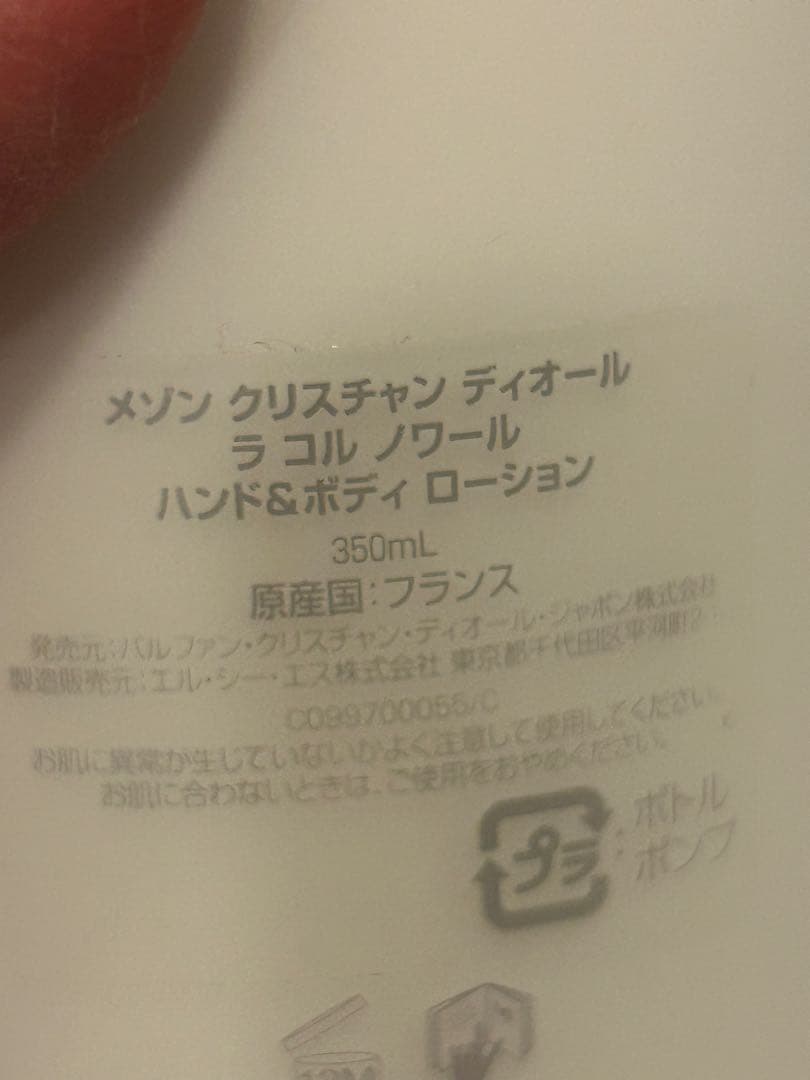 メゾン クリスチャン ディオール
ラ コル ノワール
ハンド&ボディ ローション
350mL
原産国:フランス
発売元:パルファン・クリスチャン・ディオール・ジャポン株式会社
製造販売元:エル・シー・エス株式会社 東京都千代田区平河町2
C099700055/C
お肌に異常が生じていないかよく注意して使用してください。
お肌に合わないときは、ご使用をおやめください。
プラ
:ボトル
ポンプ
12M